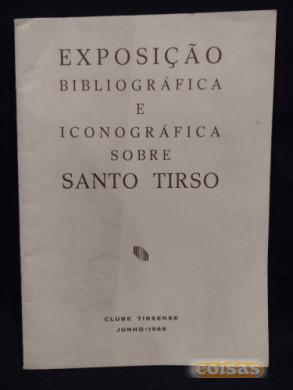 EXPOSIÇÃO
BIBLIOGRÁFICA
E
ICONOGRÁFICA
SOBRE
SANTO TIRSO
CLUBE TIRSENSE
JUNHO-1969
coisas